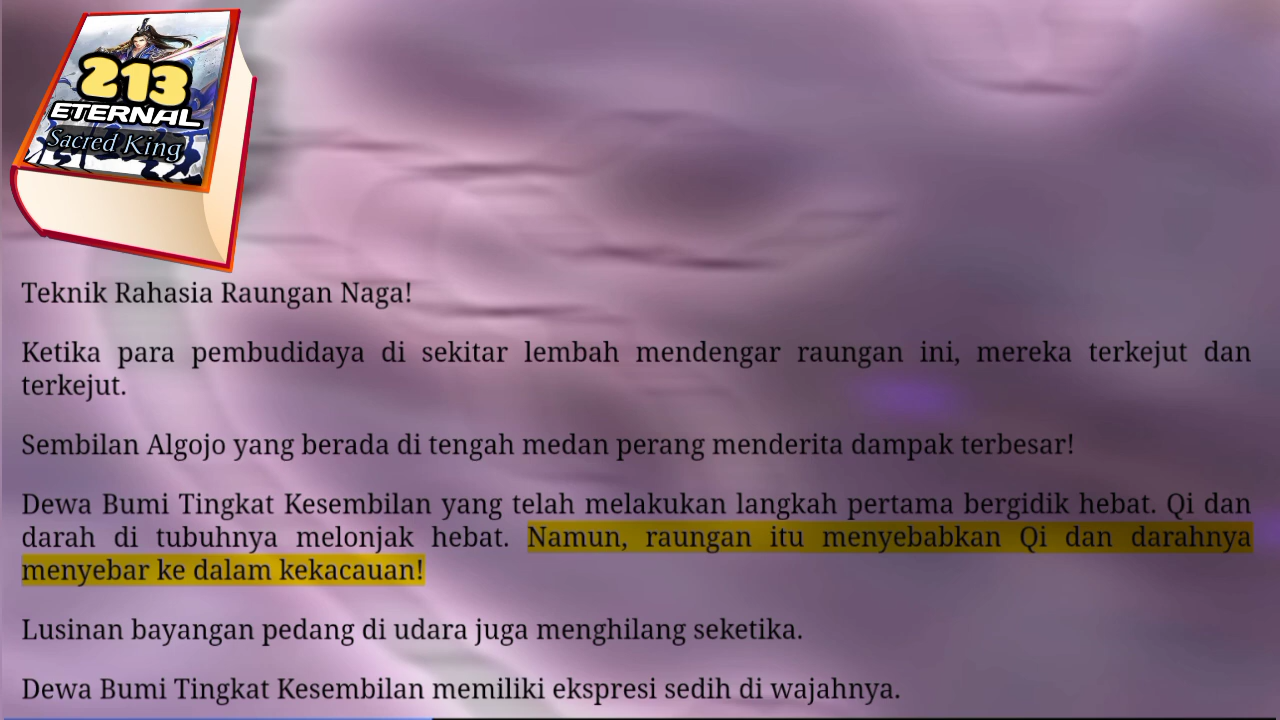 213
ETERNAL
Sacred King
Teknik Rahasia Raungan Naga!
Ketika para pembudidaya di sekitar lembah mendengar raungan ini, mereka terkejut dan
terkejut.
Sembilan Algojo yang berada di tengah medan perang menderita dampak terbesar!
Dewa Bumi Tingkat Kesembilan yang telah melakukan langkah pertama bergidik hebat. Qi dan
darah di tubuhnya melonjak hebat. Namun, raungan itu menyebabkan Qi dan darahnya
menyebar ke dalam kekacauan!
Lusinan bayangan pedang di udara juga menghilang seketika.
Dewa Bumi Tingkat Kesembilan memiliki ekspresi sedih di wajahnya.